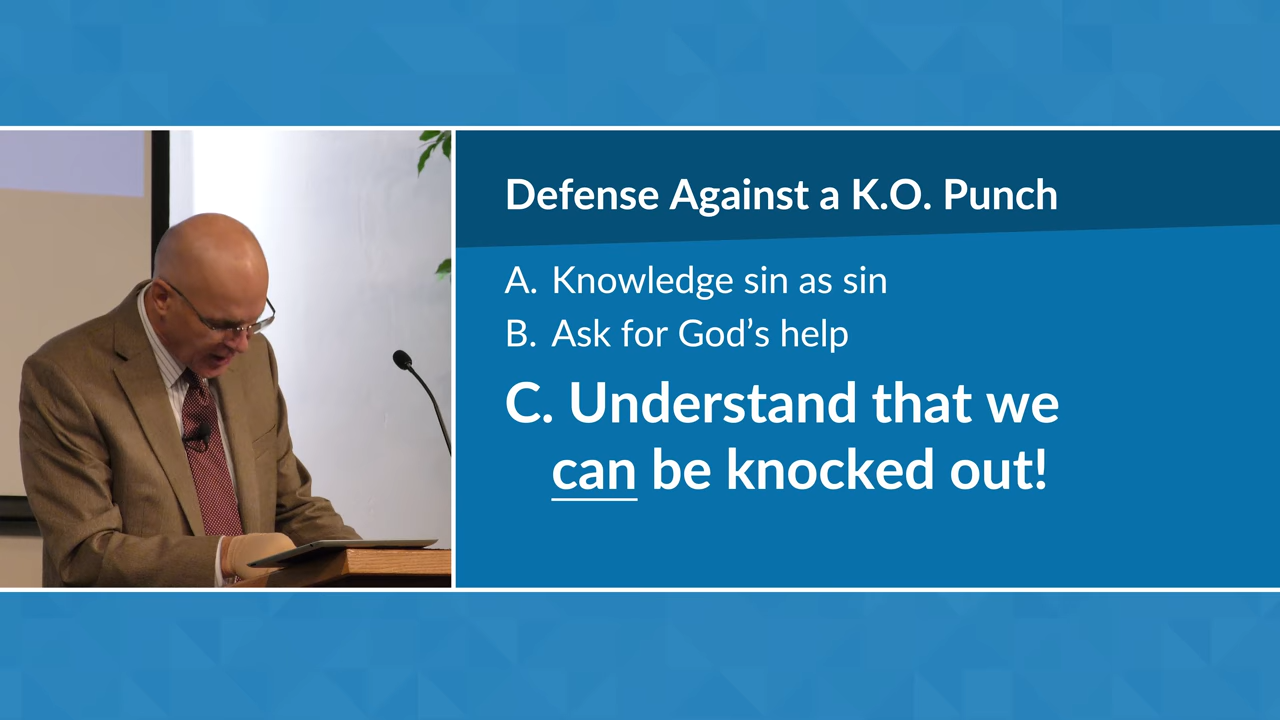 Defense Against a K.O. Punch
A. Knowledge sin as sin
B. Ask for God’s help
C. Understand that we
can be knocked out!